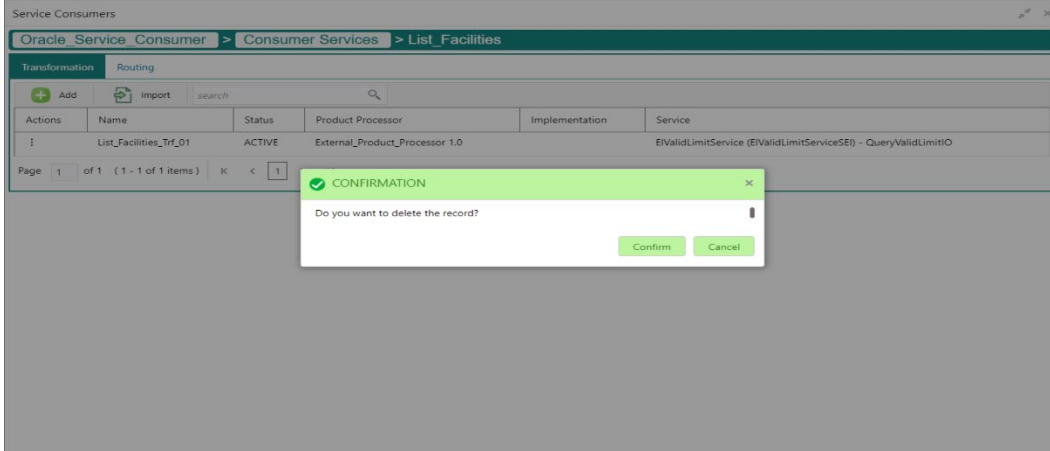 Service Consumers
Oracle_Service_Consumer > Consumer Services > List_Facilities
Transformation Routing
Add Import search
Actions Name Status Product Processor Implementation Service
List_Facilities_Trf_01 ACTIVE External_Product_Processor 1.0 EIValidLimitService (EIValidLimitServiceSEI) - QueryValidLimitIO
Page 1 of 1 (1 - 1 of 1 items) K < 1
CONFIRMATION
Do you want to delete the record?
Confirm Cancel